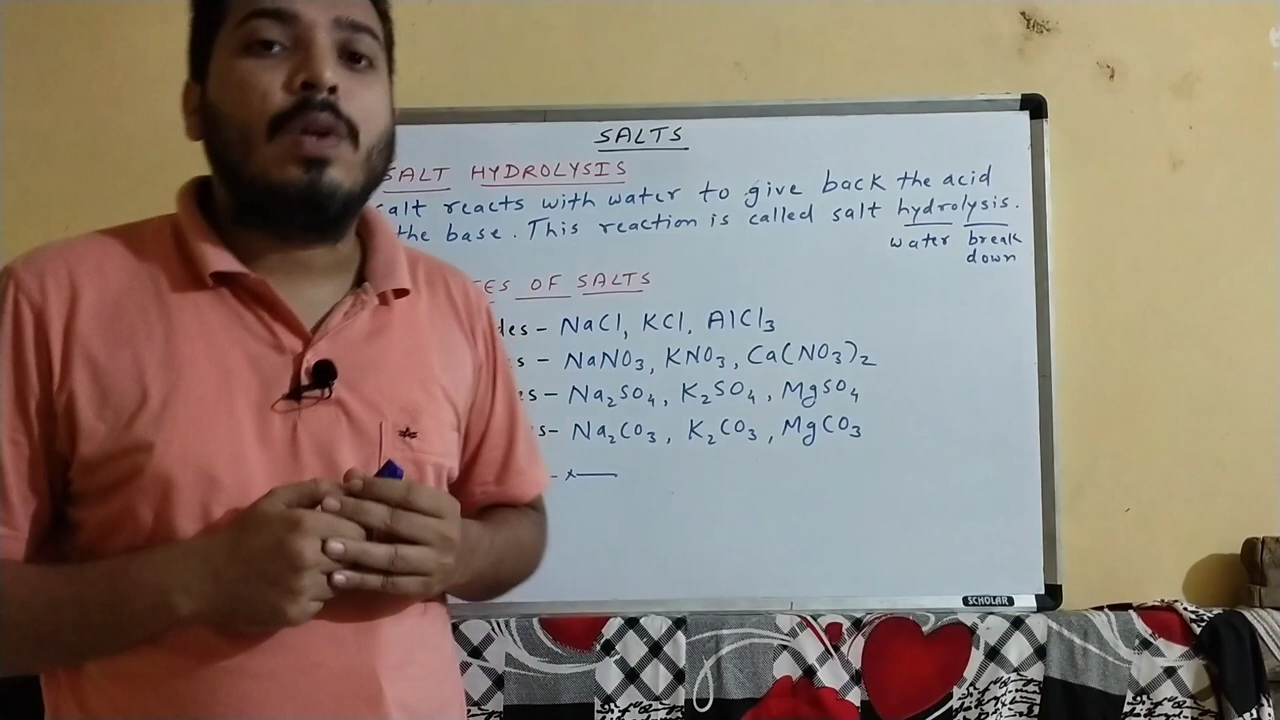 SALTS
SALT HYDROLYSIS
salt reacts with water to give back the acid
the base. This reaction is called salt hydrolysis.
water break
down
ES OF SALTS
des - NaCl, KCl, AlCl₃
s - NaNO₃, KNO₃, Ca(NO₃)₂
es - Na₂SO₄, K₂SO₄, MgSO₄
s - Na₂CO₃, K₂CO₃, MgCO₃
- x —
SCHOLAR